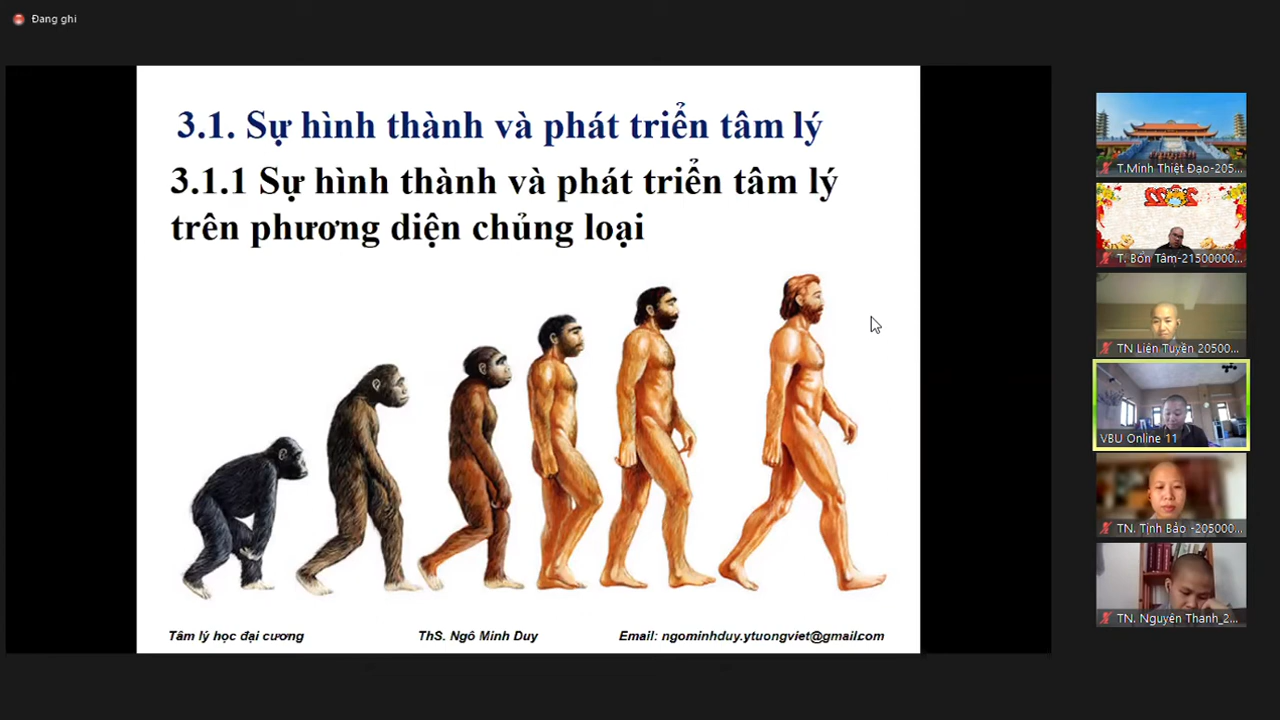 Đang ghi
3.1. Sự hình thành và phát triển tâm lý
3.1.1 Sự hình thành và phát triển tâm lý
trên phương diện chủng loại
Tâm lý học đại cương
ThS. Ngô Minh Duy
Email: ngominhduy.ytuongviet@gmail.com
T.Minh Thiệt Đạo-205...
2022
T. Bổn Tâm-21500000...
TN Liên Tuyền 20500...
VBU Online 11
TN. Tịnh Bảo -205000...
TN. Nguyên Thanh_2...